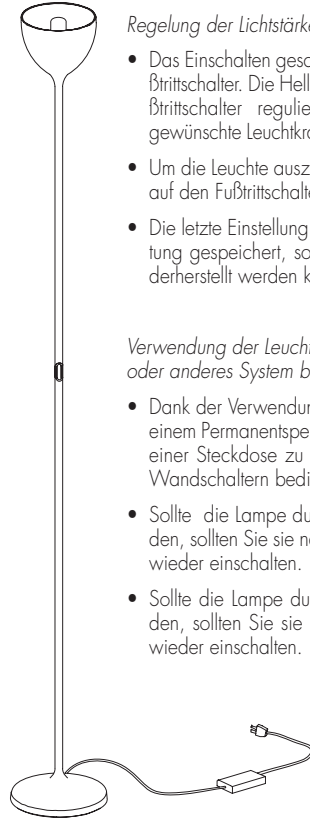 Regelung der Lichtstärke
• Das Einschalten gesc
ßtrittschalter. Die Hell
ßtrittschalter regulie
gewünschte Leuchtkra
• Um die Leuchte ausz
auf den Fußtrittschalte
• Die letzte Einstellung
tung gespeichert, so
derherstellt werden k
Verwendung der Leucht
oder anderes System b
• Dank der Verwendun
einem Permanentspe
einer Steckdose zu
Wandschaltern bedi
• Sollte die Lampe du
den, sollten Sie sie n
wieder einschalten.
• Sollte die Lampe du
den, sollten Sie sie
wieder einschalten.